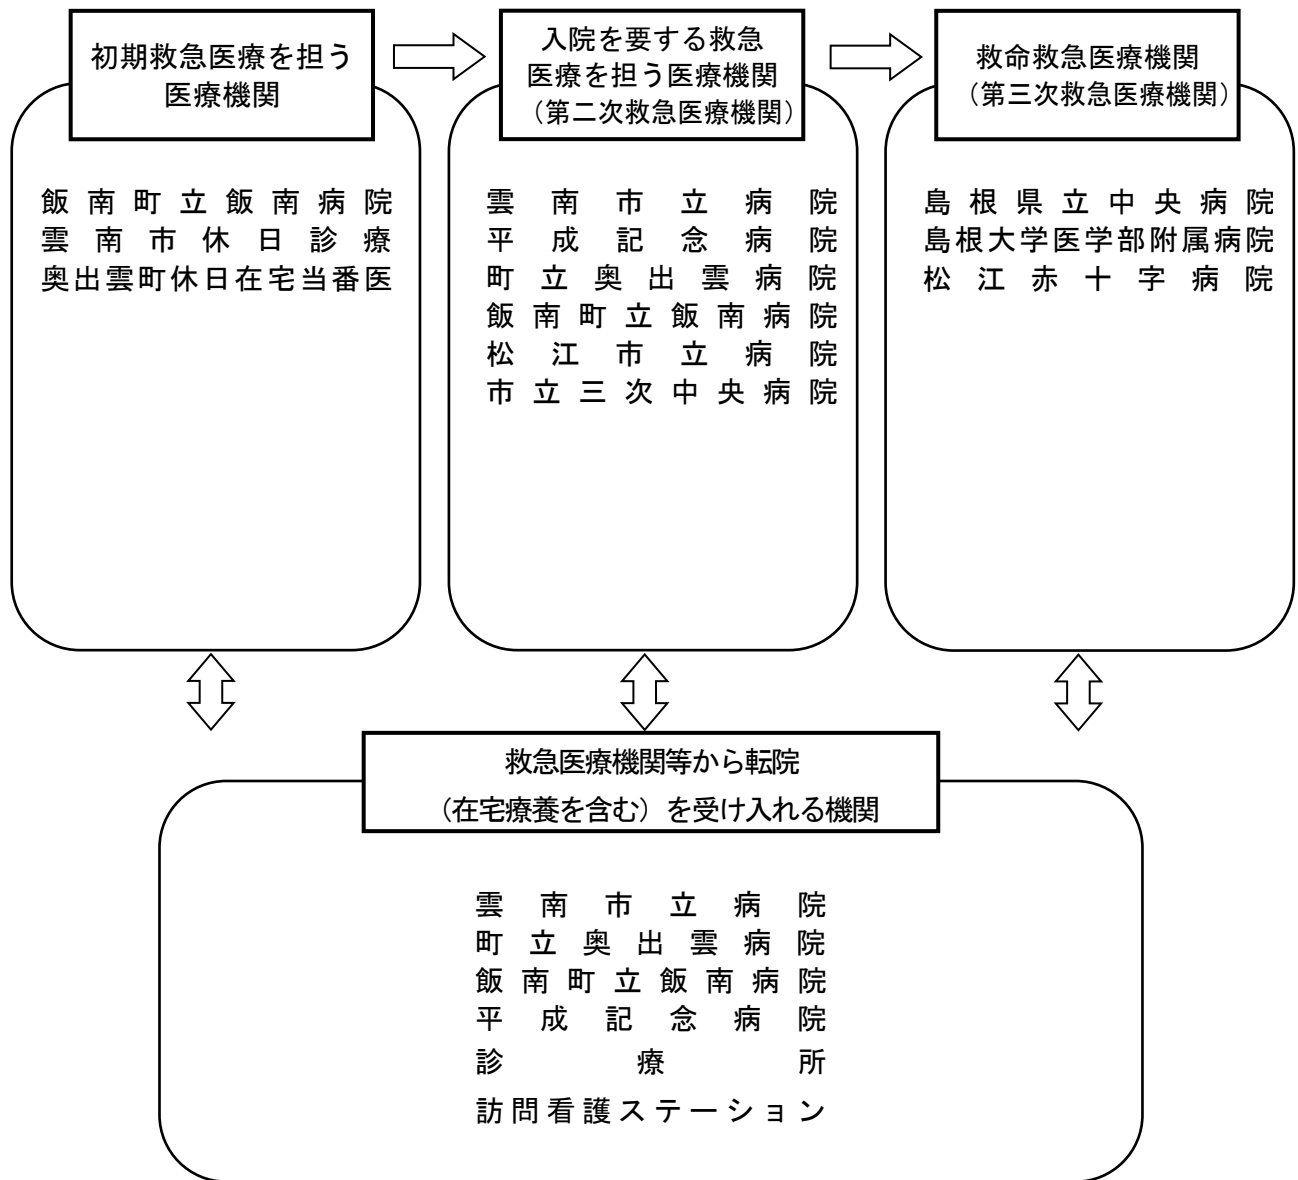 初期救急医療を担う
医療機関
飯南町立飯南病院
雲南市休日診療
奥出雲町休日在宅当番医
入院を要する救急
医療を担う医療機関
（第二次救急医療機関）
雲南市立病院
平成記念病院
町立奥出雲病院
飯南町立飯南病院
松江市立病院
市立三次中央病院
救命救急医療機関
（第三次救急医療機関）
島根県立中央病院
島根大学医学部附属病院
松江赤十字病院
救急医療機関等から転院
（在宅療養を含む）を受け入れる機関
雲南市立病院
町立奥出雲病院
飯南町立飯南病院
平成記念病院
診療所
訪問看護ステーション